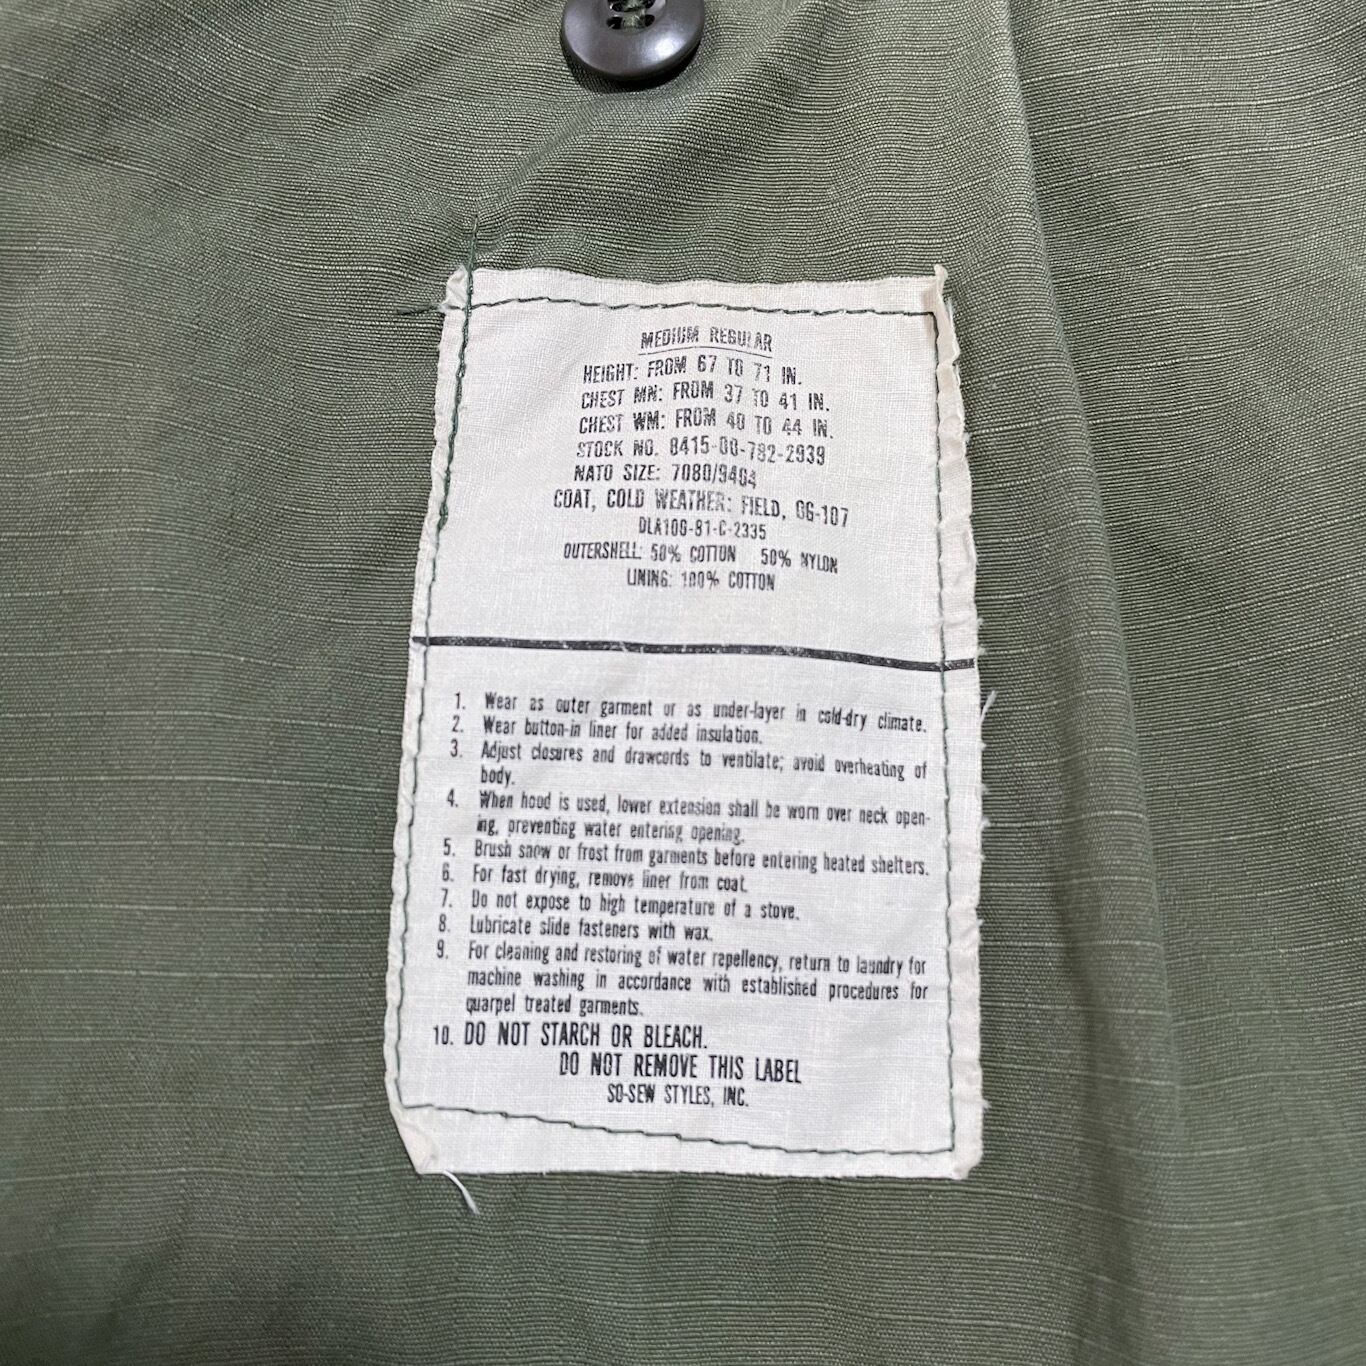 MEDIUM REGULAR
HEIGHT: FROM 67 TO 71 IN.
CHEST MN: FROM 37 TO 41 IN.
CHEST WM: FROM 40 TO 44 IN.
STOCK NO. 8415-00-782-2939
NATO SIZE: 7080/9404
COAT, COLD WEATHER: FIELD, OG-107
DLA100-81-C-2335
OUTERSHELL: 50% COTTON 50% NYLON
LINING: 100% COTTON
1. Wear as outer garment or as under-layer in cold-dry climate.
2. Wear button-in liner for added insulation.
3. Adjust closures and drawcords to ventilate; avoid overheating of
body.
4. When hood is used, lower extension shall be worn over neck open-
ing, preventing water entering opening.
5. Brush snow or frost from garments before entering heated shelters.
6. For fast drying, remove liner from coat.
7. Do not expose to high temperature of a stove.
8. Lubricate slide fasteners with wax.
9. For cleaning and restoring of water repellency, return to laundry for
machine washing in accordance with established procedures for
quarpel treated garments.
10. DO NOT STARCH OR BLEACH.
DO NOT REMOVE THIS LABEL
SO-SEW STYLES, INC.